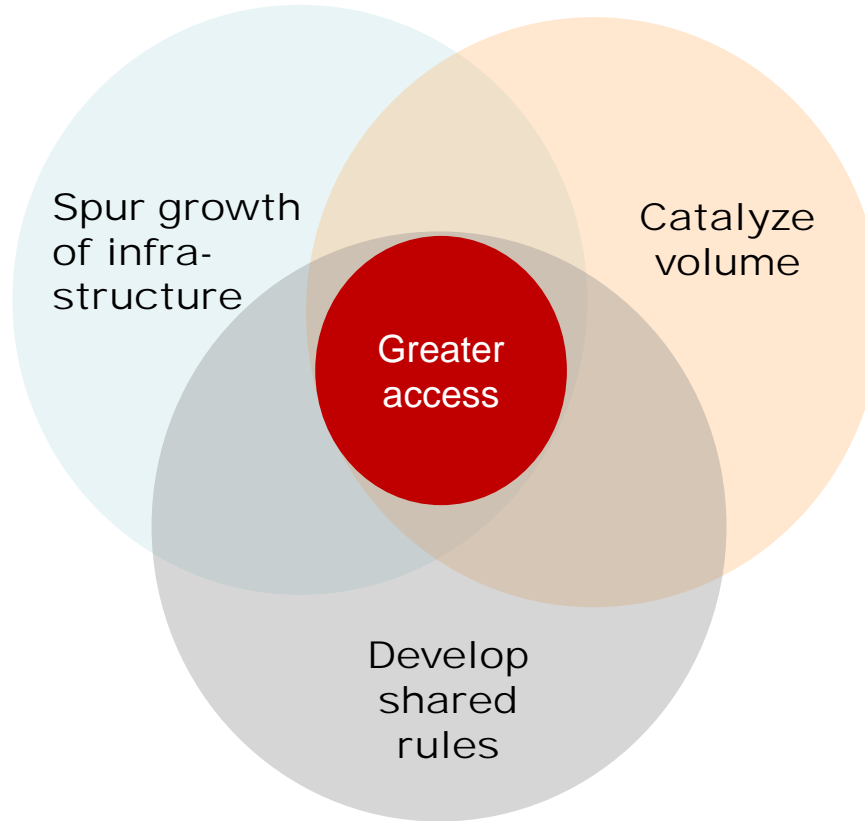 Spur growth
of infra-
structure
Catalyze
volume
Greater
access
Develop
shared
rules